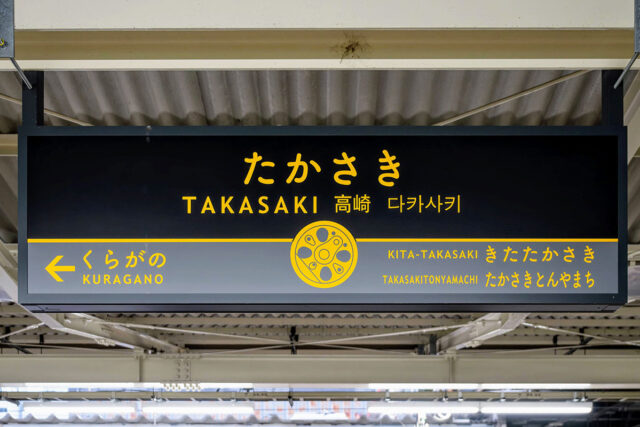 たかさき
TAKASAKI 高崎 다카사키
くらがの
KURAGANO
KITA-TAKASAKI きたたかさき
TAKASAKITONYAMACHI たかさきとんやまち